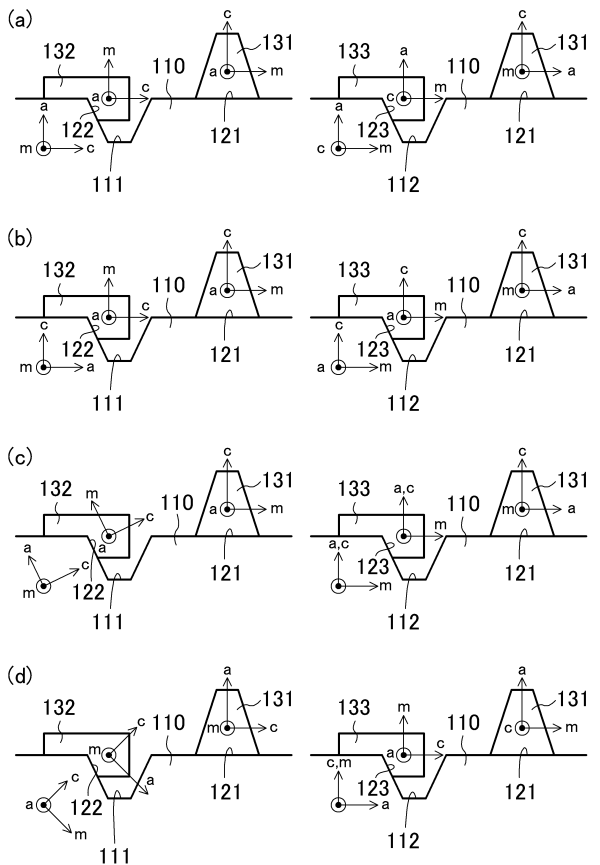 (a)
132 m 110 c 131
a c a m
122
a m c 111 121
133 a 110 c 131
c m m a
123
a c m 112 121
(b)
132 m 110 c 131
a c a m
122
c m a 111 121
133 c 110 c 131
a m m a
123
c a m 112 121
(c)
132 m c 110 c 131
a a m
122
a m c 111 121
133 a,c 110 c 131
m m a
123
a,c m 112 121
(d)
132 c 110 a 131
m a m c
122
c a m 111 121
133 m 110 a 131
a c c m
123
c,m a 112 121